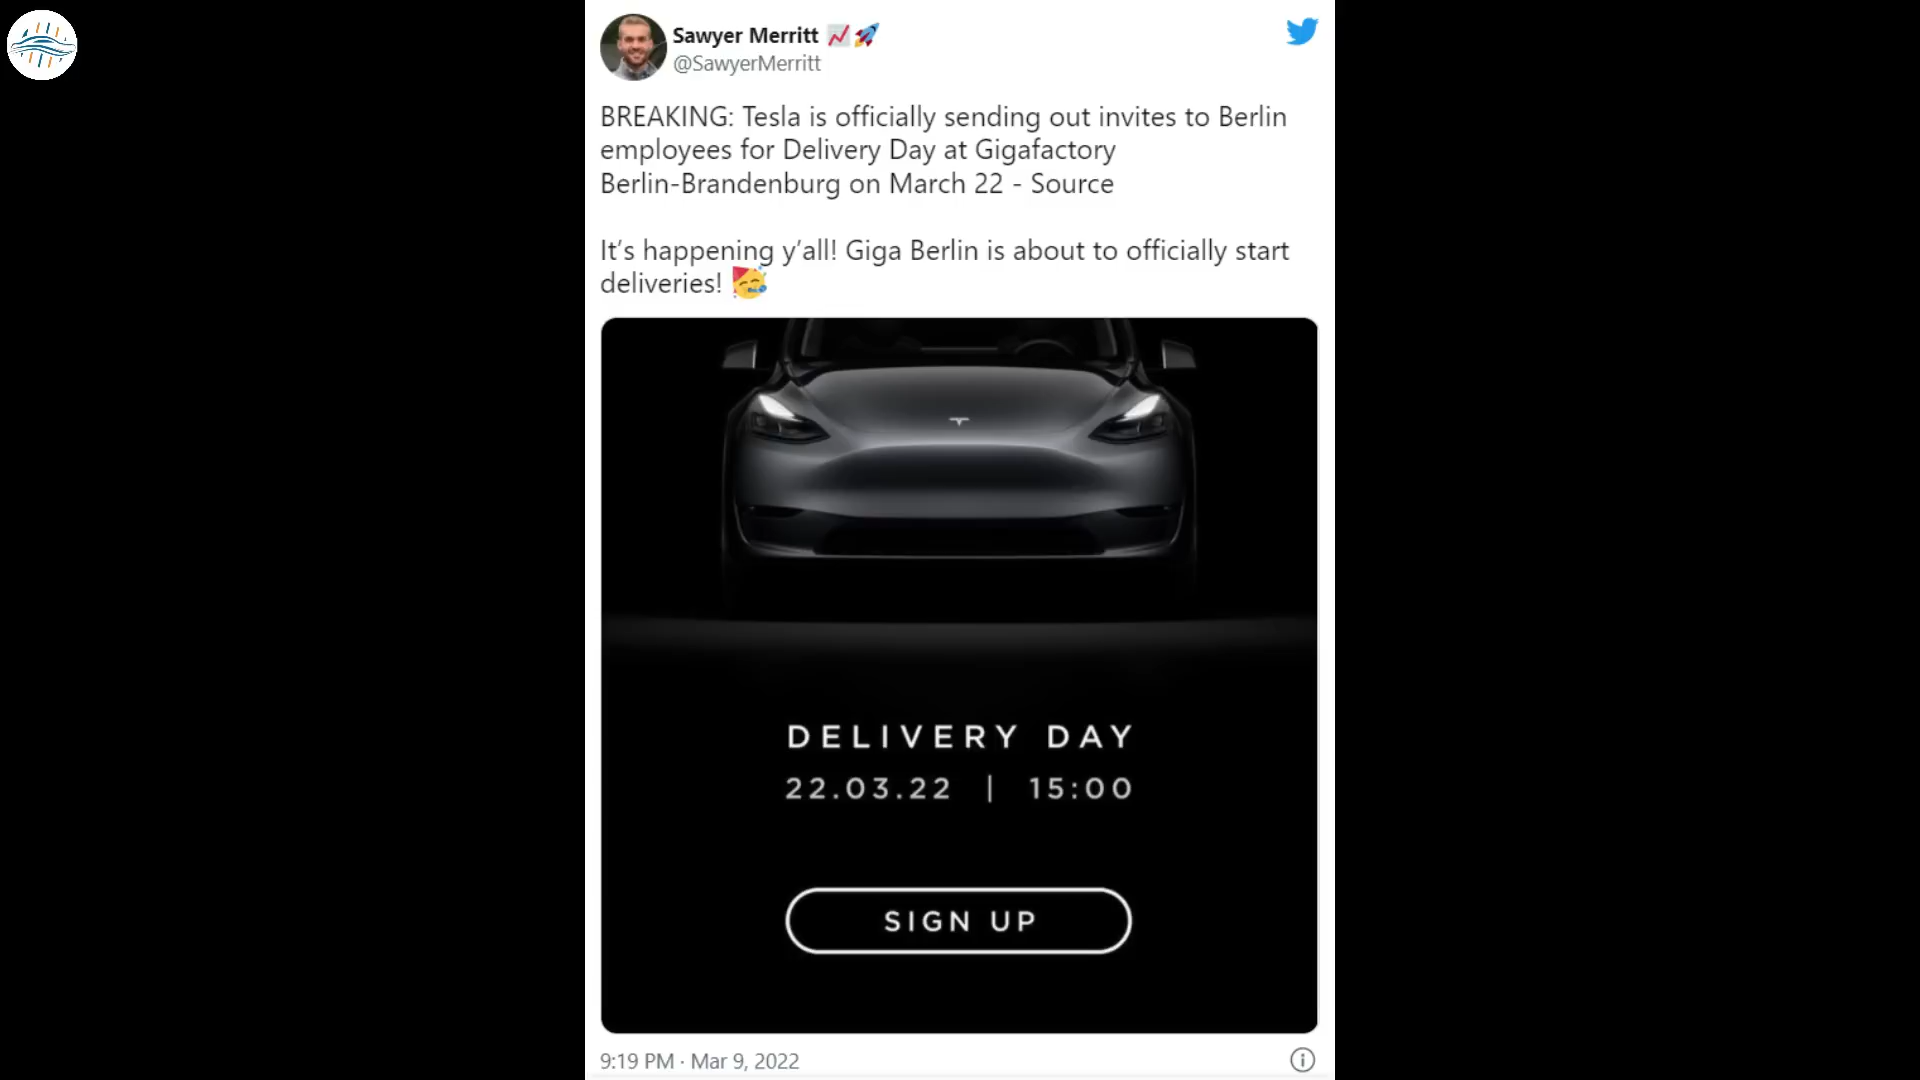 Sawyer Merritt 📈🚀
@SawyerMerritt
BREAKING: Tesla is officially sending out invites to Berlin
employees for Delivery Day at Gigafactory
Berlin-Brandenburg on March 22 - Source
It’s happening y’all! Giga Berlin is about to officially start
deliveries! 🥳
DELIVERY DAY
22.03.22 | 15:00
SIGN UP
9:19 PM · Mar 9, 2022